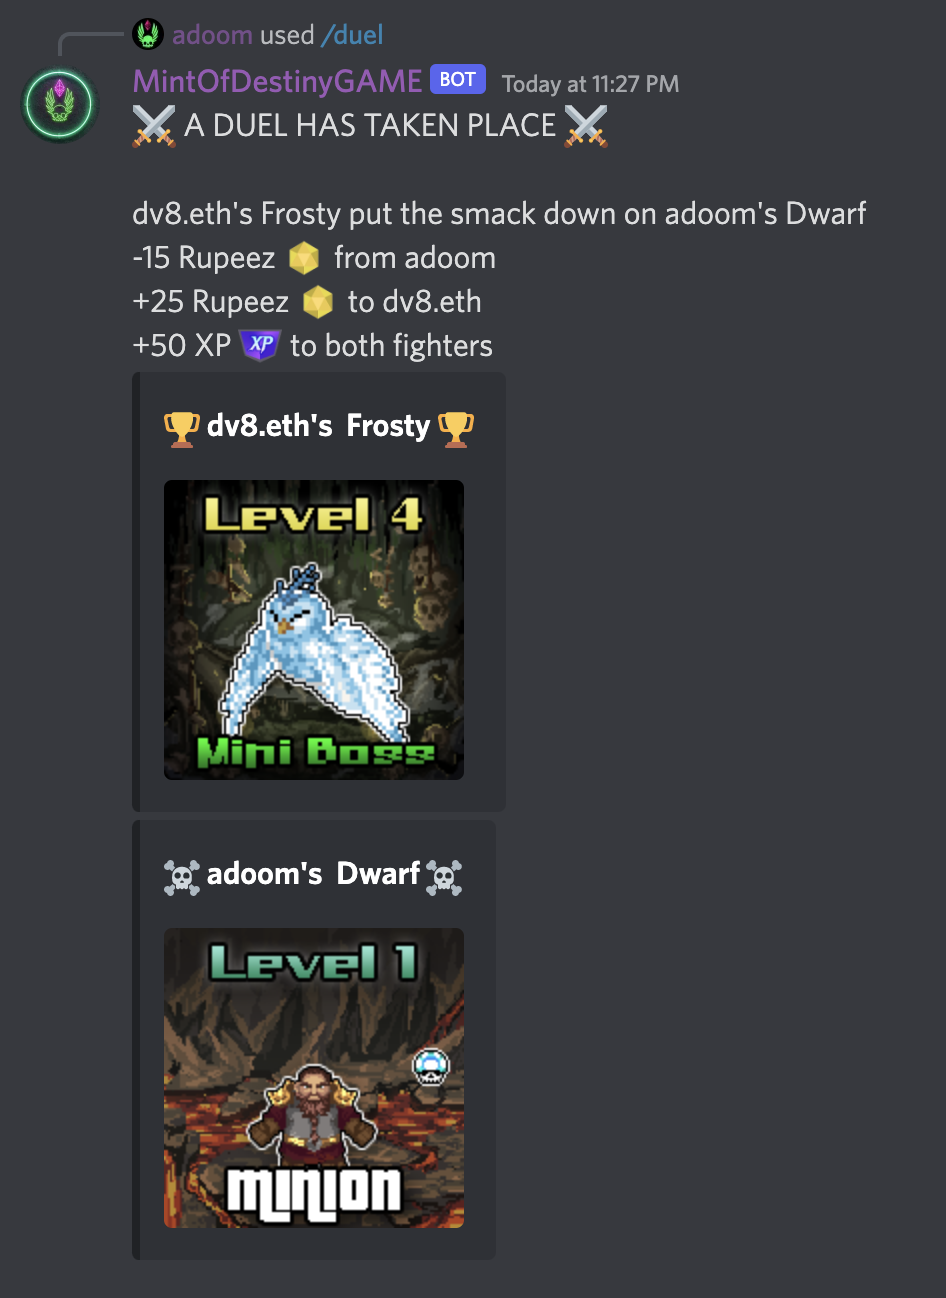 adoom used /duel
MintOfDestinyGAME BOT Today at 11:27 PM
A DUEL HAS TAKEN PLACE
dv8.eth's Frosty put the smack down on adoom's Dwarf
-15 Rupeez from adoom
+25 Rupeez to dv8.eth
+50 XP XP to both fighters
dv8.eth's Frosty
Level 4
Mini Boss
adoom's Dwarf
Level 1
MINION